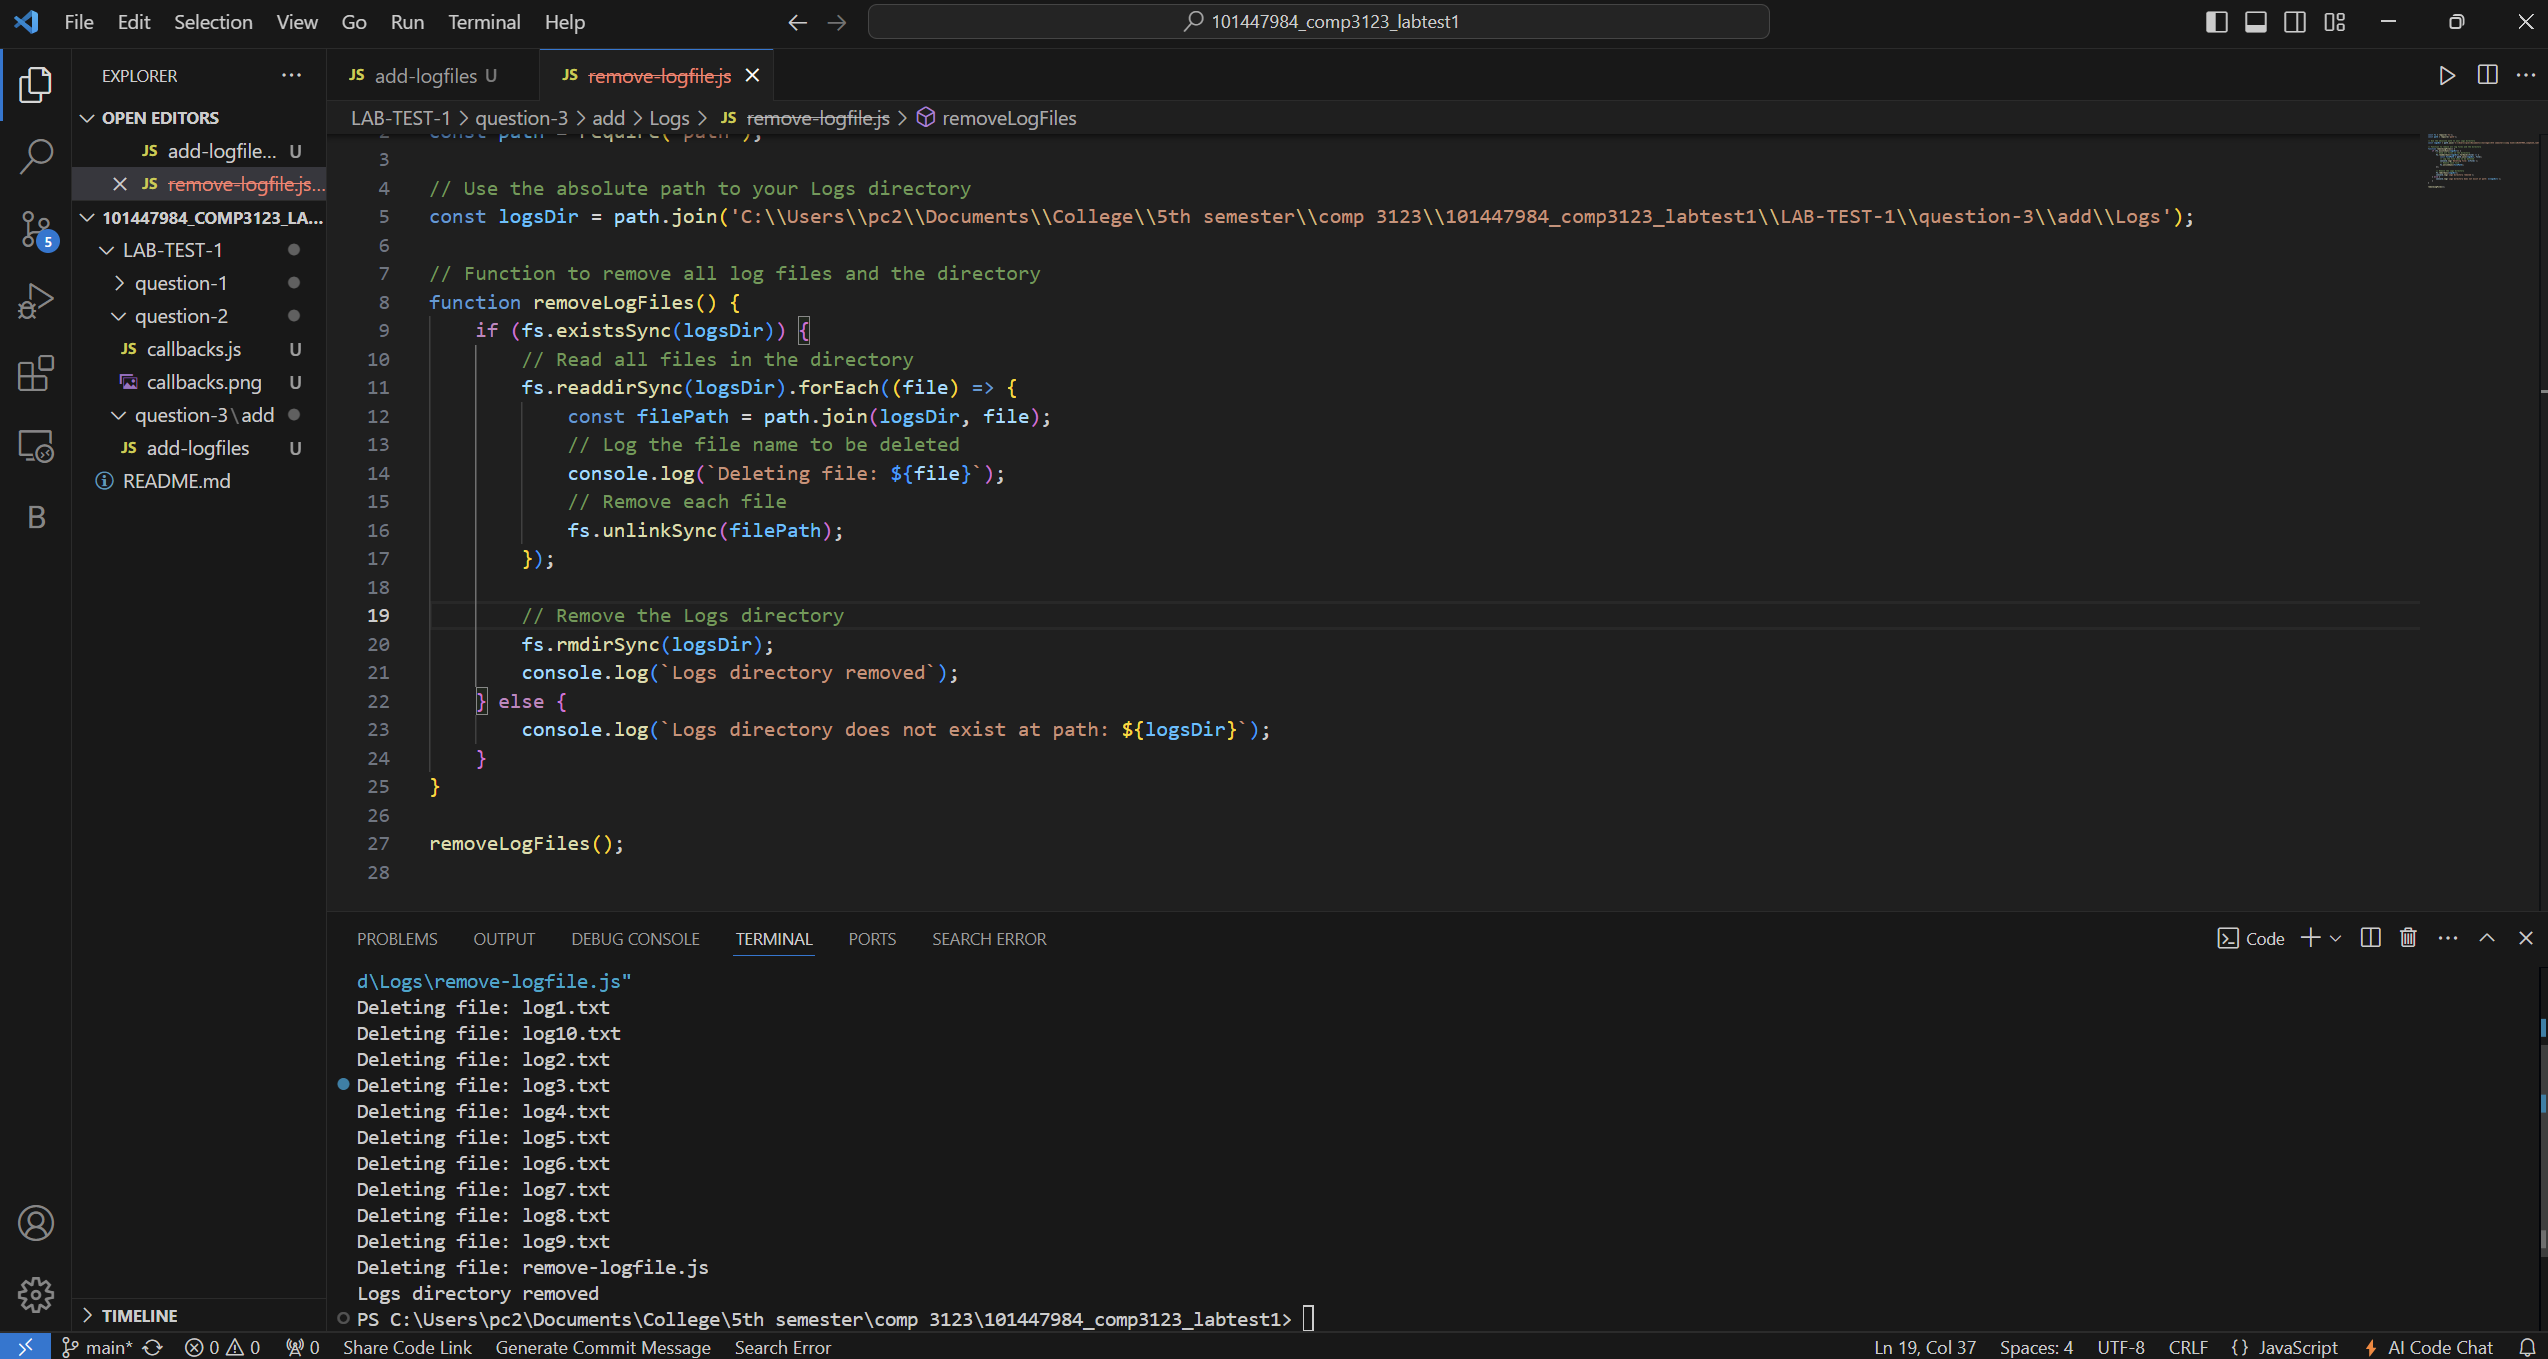 File Edit Selection View Go Run Terminal Help
101447984_comp3123_labtest1
EXPLORER
OPEN EDITORS
JS add-logfile... U
JS remove-logfile.js...
101447984_COMP3123_LA...
LAB-TEST-1
question-1
question-2
JS callbacks.js U
callbacks.png U
question-3\add
JS add-logfiles U
README.md
5
B
TIMELINE
JS add-logfiles U
JS remove-logfile.js
LAB-TEST-1 > question-3 > add > Logs > JS remove-logfile.js > removeLogFiles
2 const path = require('path');
3
4 // Use the absolute path to your Logs directory
5 const logsDir = path.join('C:\\Users\\pc2\\Documents\\College\\5th semester\\comp 3123\\101447984_comp3123_labtest1\\LAB-TEST-1\\question-3\\add\\Logs');
6
7 // Function to remove all log files and the directory
8 function removeLogFiles() {
9 if (fs.existsSync(logsDir)) {
10 // Read all files in the directory
11 fs.readdirSync(logsDir).forEach((file) => {
12 const filePath = path.join(logsDir, file);
13 // Log the file name to be deleted
14 console.log(`Deleting file: ${file}`);
15 // Remove each file
16 fs.unlinkSync(filePath);
17 });
18
19 // Remove the Logs directory
20 fs.rmdirSync(logsDir);
21 console.log(`Logs directory removed`);
22 } else {
23 console.log(`Logs directory does not exist at path: ${logsDir}`);
24 }
25 }
26
27 removeLogFiles();
28
PROBLEMS OUTPUT DEBUG CONSOLE TERMINAL PORTS SEARCH ERROR
Code
d\Logs\remove-logfile.js"
Deleting file: log1.txt
Deleting file: log10.txt
Deleting file: log2.txt
Deleting file: log3.txt
Deleting file: log4.txt
Deleting file: log5.txt
Deleting file: log6.txt
Deleting file: log7.txt
Deleting file: log8.txt
Deleting file: log9.txt
Deleting file: remove-logfile.js
Logs directory removed
PS C:\Users\pc2\Documents\College\5th semester\comp 3123\101447984_comp3123_labtest1>
main* 0 0 0 Share Code Link Generate Commit Message Search Error
Ln 19, Col 37 Spaces: 4 UTF-8 CRLF {} JavaScript AI Code Chat